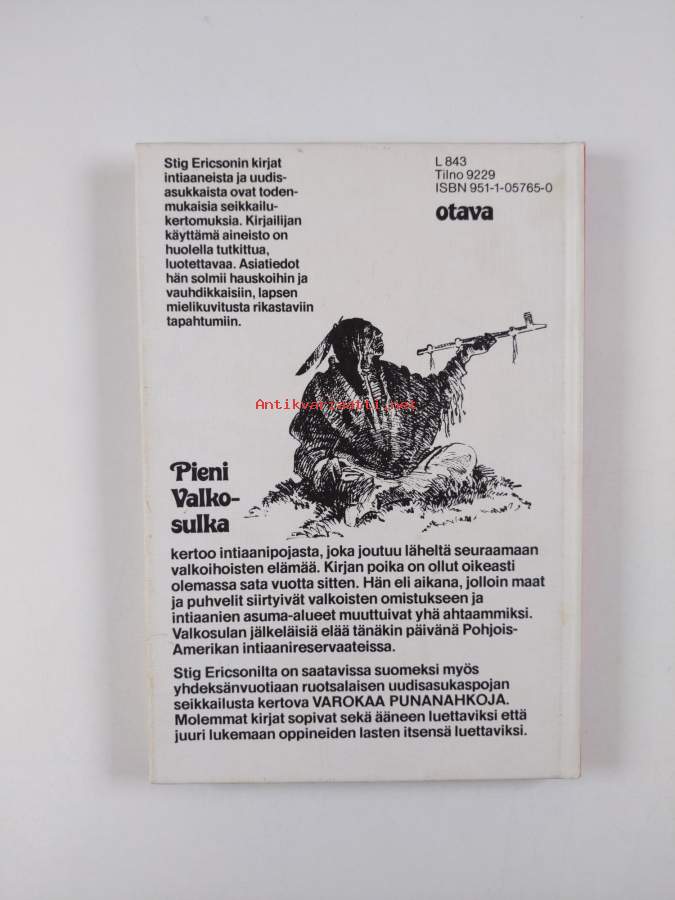 Stig Ericsonin kirjat
intiaaneista ja uudis-
asukkaista ovat toden-
mukaisia seikkailu-
kertomuksia. Kirjailijan
käyttämä aineisto on
huolella tutkittua,
luotettavaa. Asiatiedot
hän solmii hauskoihin ja
vauhdikkaisiin, lapsen
mielikuvitusta rikastaviin
tapahtumiin.
L 843
Tilno 9229
ISBN 951-1-05765-0
otava
Antikvariaatti.net
Pieni
Valko-
sulka
kertoo intiaanipojasta, joka joutuu läheltä seuraamaan
valkoihoisten elämää. Kirjan poika on ollut oikeasti
olemassa sata vuotta sitten. Hän eli aikana, jolloin maat
ja puhvelit siirtyivät valkoisten omistukseen ja
intiaanien asuma-alueet muuttuivat yhä ahtaammiksi.
Valkosulan jälkeläisiä elää tänäkin päivänä Pohjois-
Amerikan intiaanireservaateissa.
Stig Ericsonilta on saatavissa suomeksi myös
yhdeksänvuotiaan ruotsalaisen uudisasukaspojan
seikkailusta kertova VAROKAA PUNANAHKOJA.
Molemmat kirjat sopivat sekä ääneen luettaviksi että
juuri lukemaan oppineiden lasten itsensä luettaviksi.